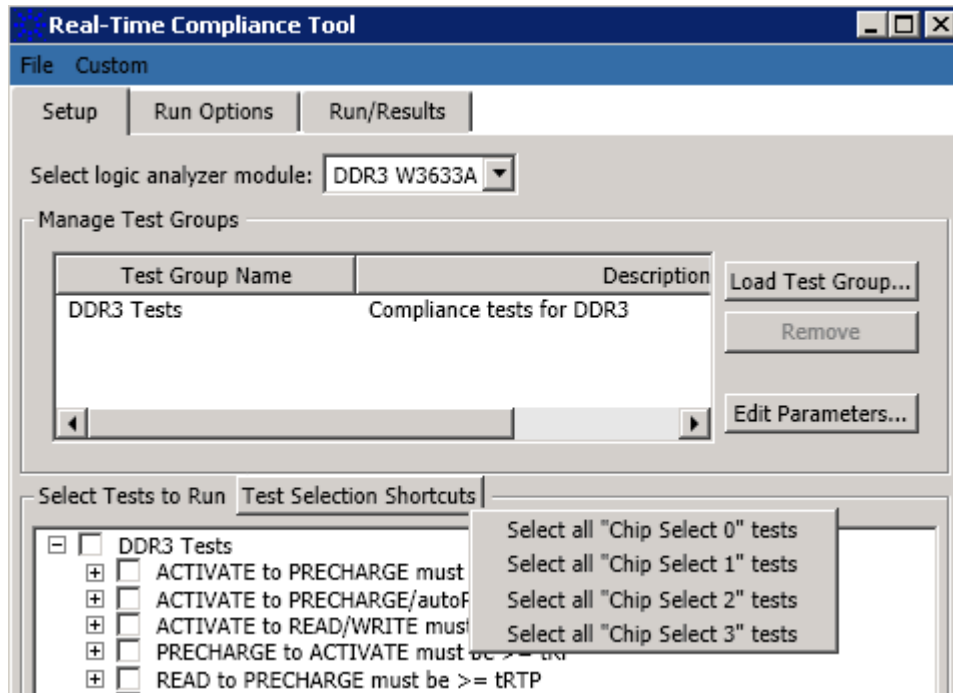 Real-Time Compliance Tool
File Custom
Setup Run Options Run/Results
Select logic analyzer module: DDR3 W3633A
Manage Test Groups
Test Group Name Description
DDR3 Tests Compliance tests for DDR3
Load Test Group...
Remove
Edit Parameters...
Select Tests to Run Test Selection Shortcuts
Select all "Chip Select 0" tests
Select all "Chip Select 1" tests
Select all "Chip Select 2" tests
Select all "Chip Select 3" tests
DDR3 Tests
ACTIVATE to PRECHARGE must
ACTIVATE to PRECHARGE/auto
ACTIVATE to READ/WRITE must
PRECHARGE to ACTIVATE must be >= tRP
READ to PRECHARGE must be >= tRTP